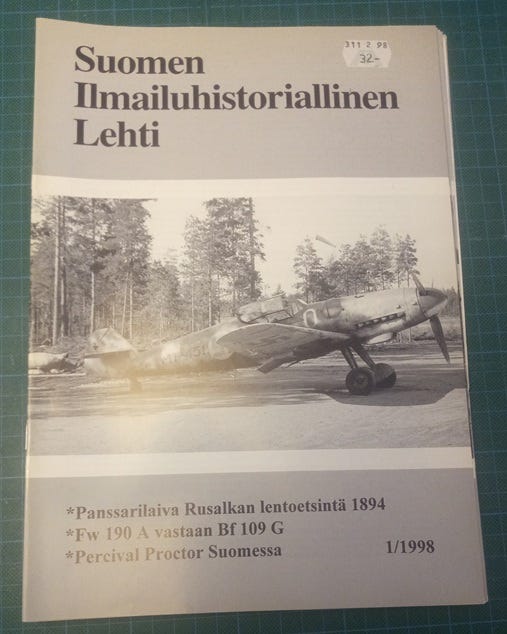 311 2 98
32.-
Suomen
Ilmailuhistoriallinen
Lehti
*Panssarilaiva Rusalkan lentoetsintä 1894
*Fw 190 A vastaan Bf 109 G
*Percival Proctor Suomessa
1/1998